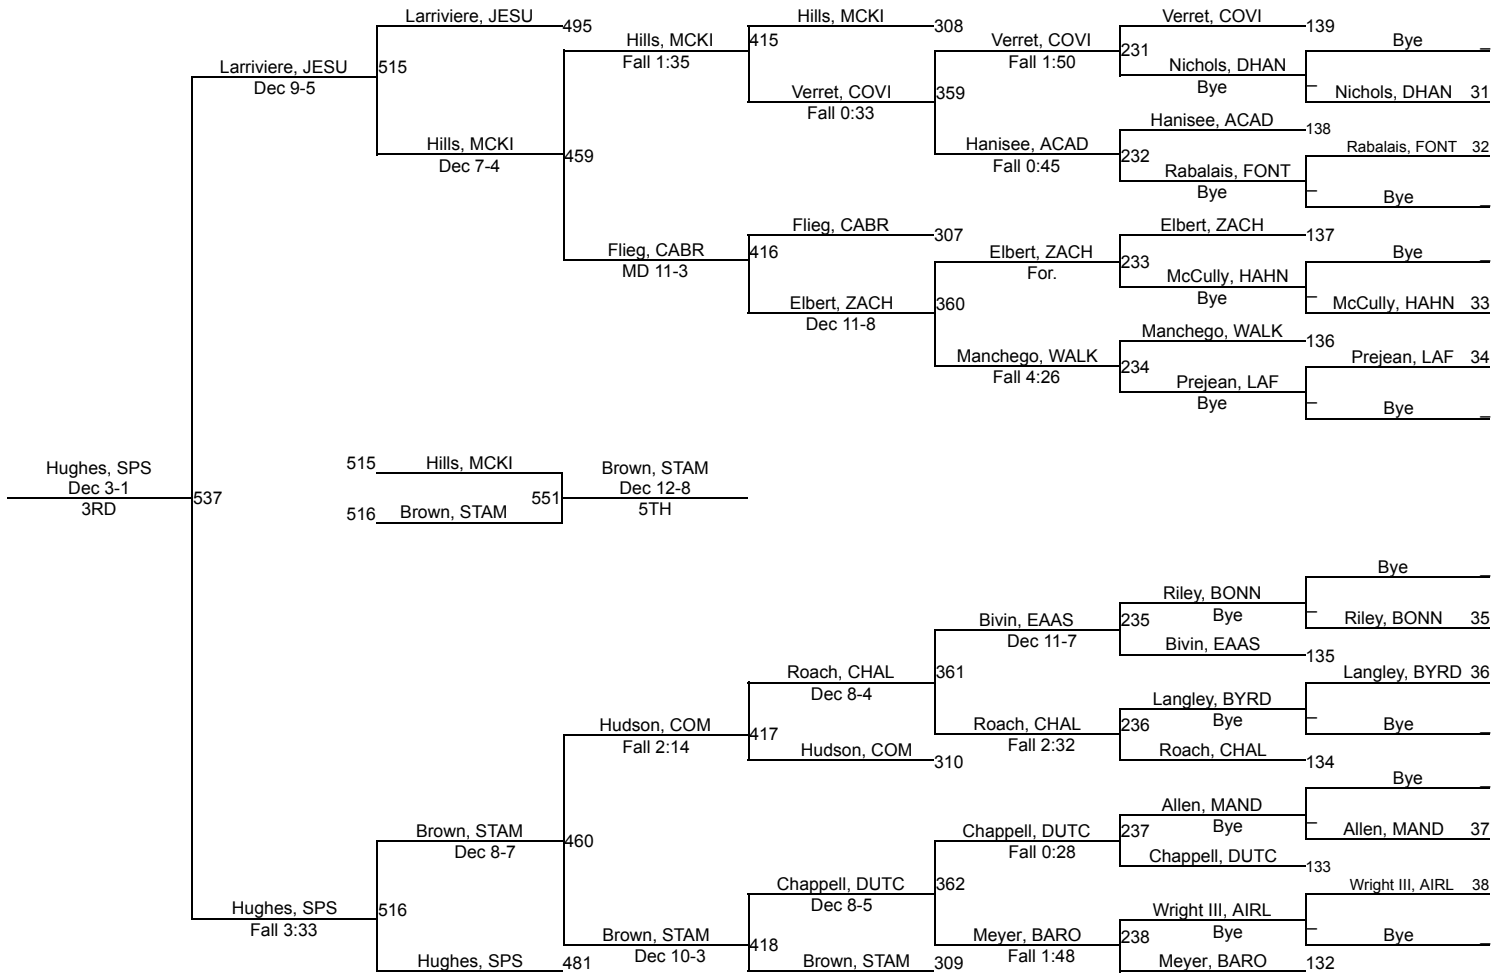 Larriviere, JESU
495
Hills, MCKI
308
Verret, COVI
139
Hills, MCKI
Fall 1:35
415
Verret, COVI
Fall 1:50
231
Bye
Larriviere, JESU
Dec 9-5
515
Nichols, DHAN
Bye
Verret, COVI
Fall 0:33
359
Nichols, DHAN 31
Hanisee, ACAD
138
Hills, MCKI
Dec 7-4
459
Hanisee, ACAD
Fall 0:45
232
Rabalais, FONT 32
Rabalais, FONT
Bye
Bye
Flieg, CABR
307
Elbert, ZACH
137
Flieg, CABR
MD 11-3
416
Elbert, ZACH
For.
233
Bye
McCully, HAHN
Bye
Elbert, ZACH
Dec 11-8
360
McCully, HAHN 33
Manchego, WALK
136
Manchego, WALK
Fall 4:26
234
Prejean, LAF 34
Prejean, LAF
Bye
Bye
Hughes, SPS
Dec 3-1
3RD
537
515 Hills, MCKI
516 Brown, STAM
551
Brown, STAM
Dec 12-8
5TH
Bye
Riley, BONN
Bye
Bivin, EAAS
Dec 11-7
235
Riley, BONN 35
Bivin, EAAS
135
Roach, CHAL
Dec 8-4
361
Langley, BYRD 36
Langley, BYRD
Bye
Hudson, COM
Fall 2:14
417
Roach, CHAL
Fall 2:32
236
Bye
Hudson, COM
310
Roach, CHAL
134
Bye
Allen, MAND
Bye
Brown, STAM
Dec 8-7
460
Chappell, DUTC
Fall 0:28
237
Allen, MAND 37
Chappell, DUTC
133
Chappell, DUTC
Dec 8-5
362
Wright III, AIRL 38
Hughes, SPS
Fall 3:33
516
Wright III, AIRL
Bye
Brown, STAM
Dec 10-3
418
Meyer, BARO
Fall 1:48
238
Bye
Hughes, SPS
481
Brown, STAM
309
Meyer, BARO
132